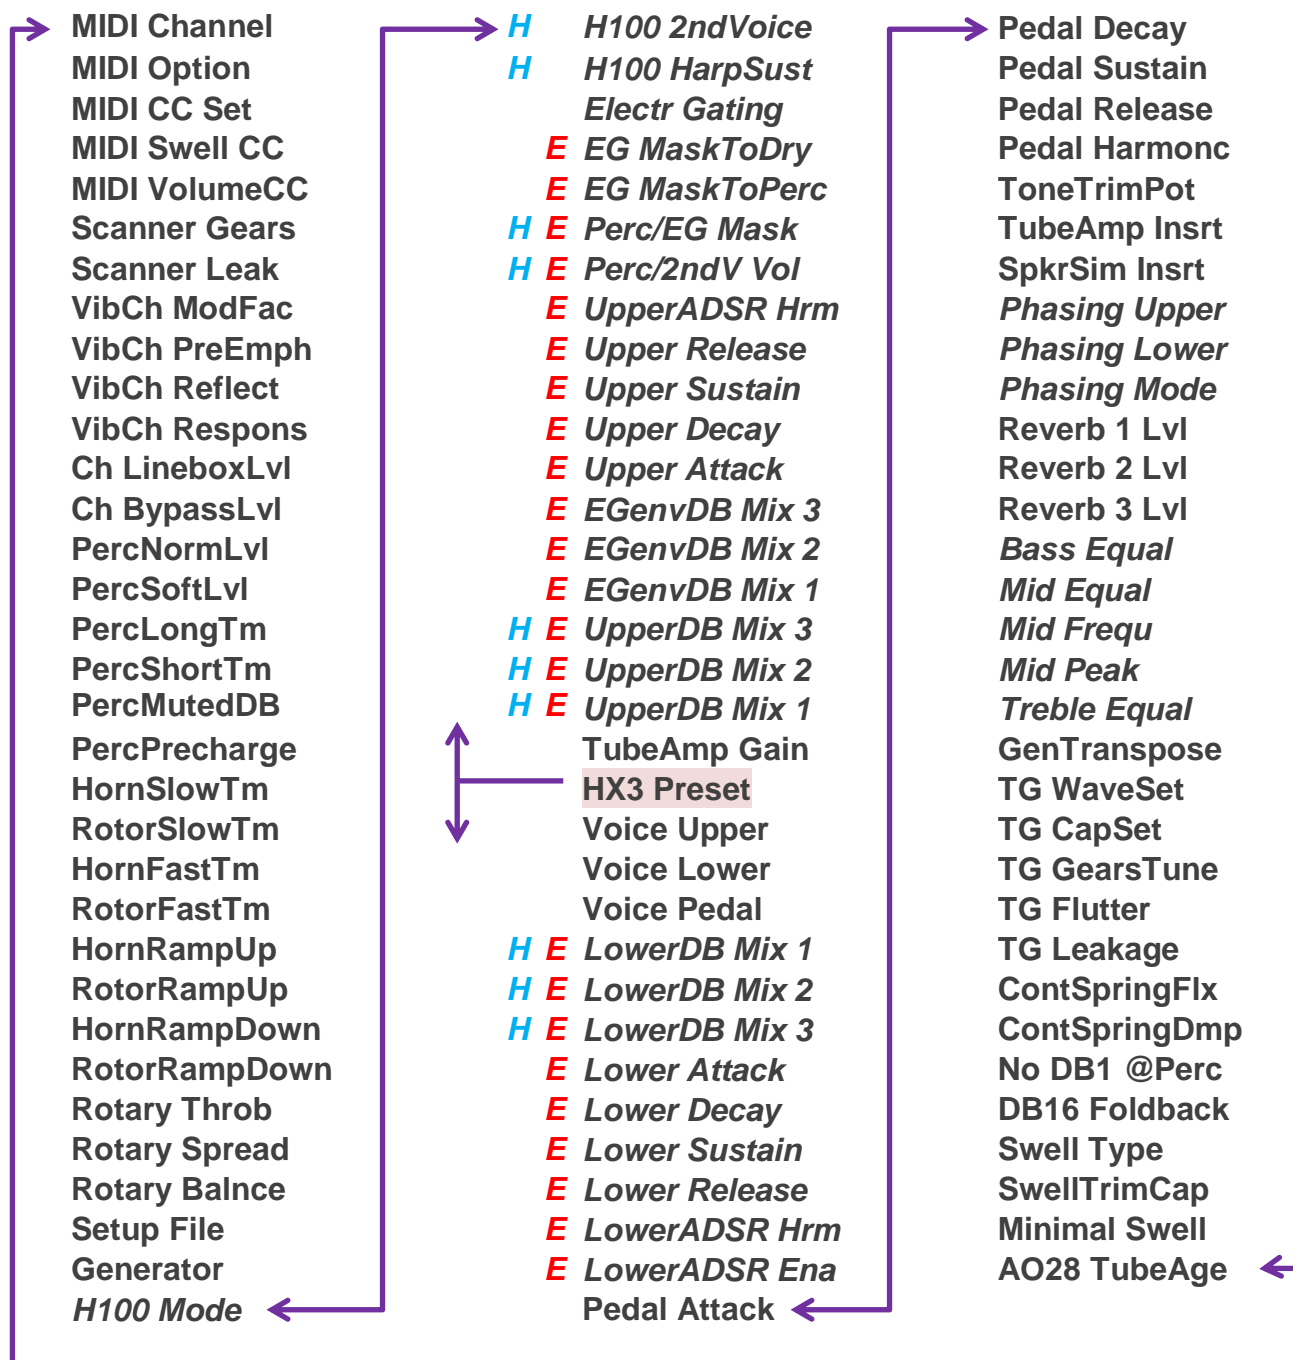 MIDI Channel
MIDI Option
MIDI CC Set
MIDI Swell CC
MIDI VolumeCC
Scanner Gears
Scanner Leak
VibCh ModFac
VibCh PreEmph
VibCh Reflect
VibCh Respons
Ch LineboxLvl
Ch BypassLvl
PercNormLvl
PercSoftLvl
PercLongTm
PercShortTm
PercMutedDB
PercPrecharge
HornSlowTm
RotorSlowTm
HornFastTm
RotorFastTm
HornRampUp
RotorRampUp
HornRampDown
RotorRampDown
Rotary Throb
Rotary Spread
Rotary Balnce
Setup File
Generator
H100 Mode
H H100 2ndVoice
H H100 HarpSust
Electr Gating
E EG MaskToDry
E EG MaskToPerc
H E Perc/EG Mask
H E Perc/2ndV Vol
E UpperADSR Hrm
E Upper Release
E Upper Sustain
E Upper Decay
E Upper Attack
E EGenvDB Mix 3
E EGenvDB Mix 2
E EGenvDB Mix 1
H E UpperDB Mix 3
H E UpperDB Mix 2
H E UpperDB Mix 1
TubeAmp Gain
HX3 Preset
Voice Upper
Voice Lower
Voice Pedal
H E LowerDB Mix 1
H E LowerDB Mix 2
H E LowerDB Mix 3
E Lower Attack
E Lower Decay
E Lower Sustain
E Lower Release
E LowerADSR Hrm
E LowerADSR Ena
Pedal Attack
Pedal Decay
Pedal Sustain
Pedal Release
Pedal Harmonc
ToneTrimPot
TubeAmp Insrt
SpkrSim Insrt
Phasing Upper
Phasing Lower
Phasing Mode
Reverb 1 Lvl
Reverb 2 Lvl
Reverb 3 Lvl
Bass Equal
Mid Equal
Mid Frequ
Mid Peak
Treble Equal
GenTranspose
TG WaveSet
TG CapSet
TG GearsTune
TG Flutter
TG Leakage
ContSpringFlx
ContSpringDmp
No DB1 @Perc
DB16 Foldback
Swell Type
SwellTrimCap
Minimal Swell
AO28 TubeAge